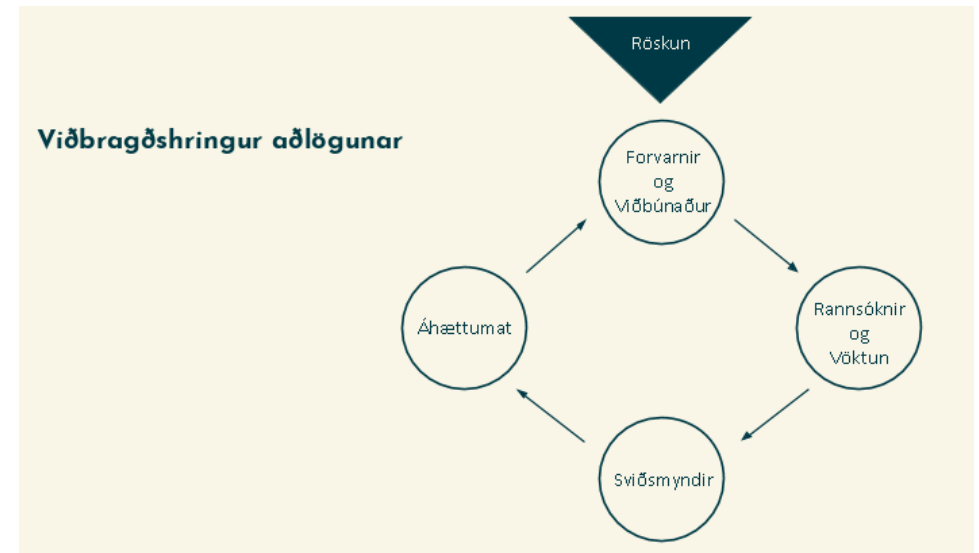 Röskun
Viðbragðshringur aðlögunar
Forvarnir
og
Viðbúnaður
Áhættumat
Rannsóknir
og
Vöktun
Sviðsmyndir